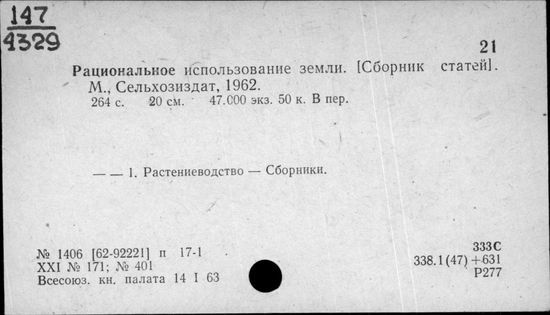 147
4329
21
Рациональное использование земли. [Сборник статей].
М., Сельхозиздат, 1962.
264 с. 20 см. 47.000 экз. 50 к. В пер.
— — 1. Растениеводство — Сборники.
№ 1406 [62-92221] п 17-1
XXI № 171; № 401
Всесоюз. кн. палата 14 I 63
333С
338.1(47)+631
Р277